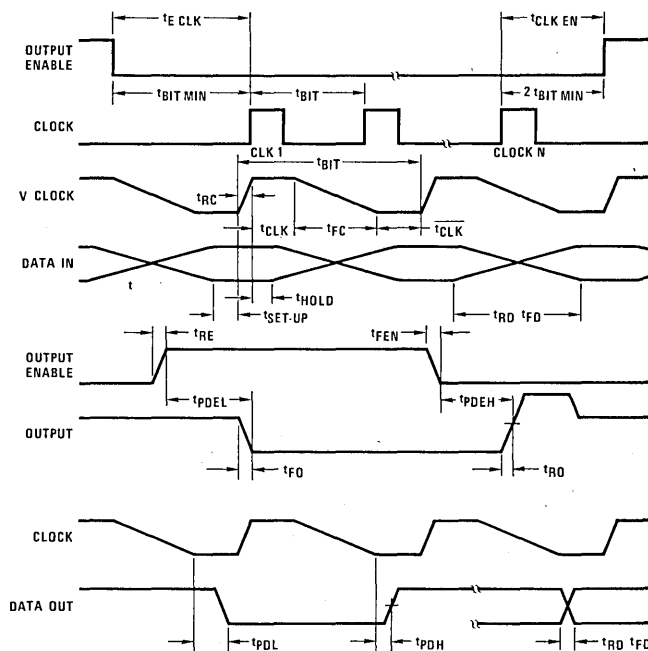 tE CLK
tCLK EN
OUTPUT
ENABLE
tBIT MIN
tBIT
2 tBIT MIN
CLOCK
CLK 1
CLOCK N
tBIT
V CLOCK
tRC
tCLK
tFC
tCLK
DATA IN
t
tHOLD
tSET-UP
tRD tFD
tRE
tFEN
OUTPUT
ENABLE
tPDEL
tPDEH
OUTPUT
tFO
tRO
CLOCK
DATA OUT
tPDL
tPDH
tRD tFD